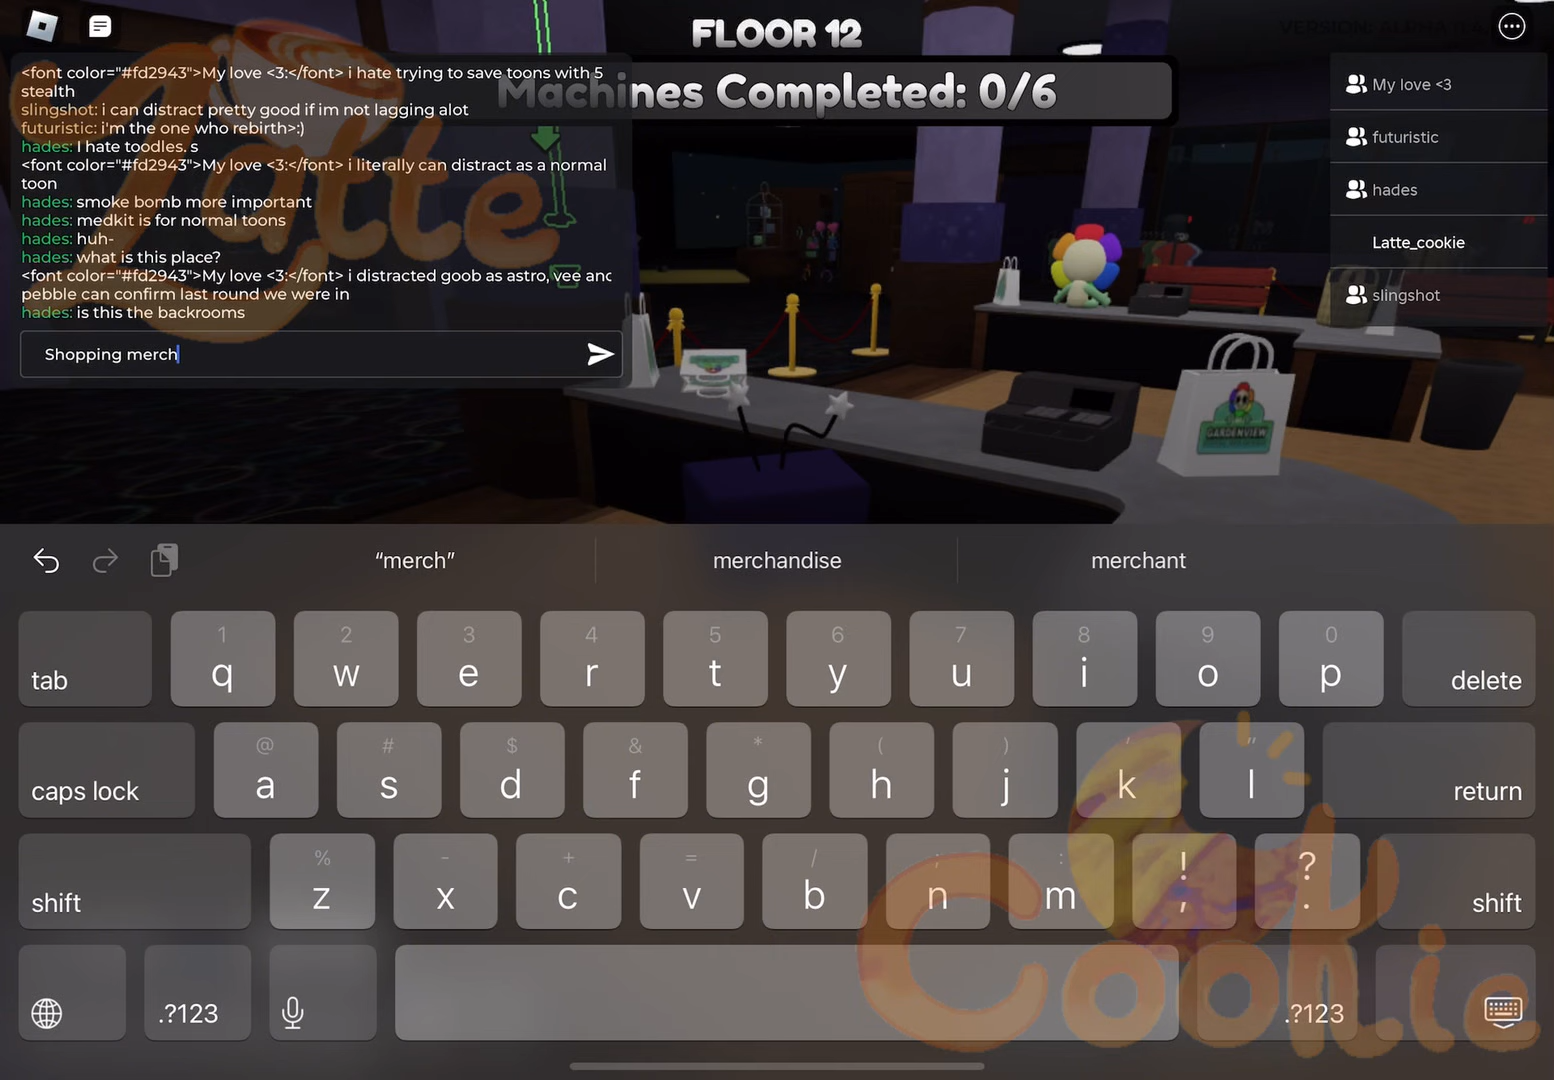 FLOOR 12
Machines Completed: 0/6
<font color="#fd2943">My love <3:</font> i hate trying to save toons with 5
stealth
slingshot: i can distract pretty good if im not lagging alot
futuristic: i'm the one who rebirth>:)
hades: I hate toodles. s
<font color="#fd2943">My love <3:</font> i literally can distract as a normal
toon
hades: smoke bomb more important
hades: medkit is for normal toons
hades: huh-
hades: what is this place?
<font color="#fd2943">My love <3:</font> i distracted goob as astro, vee and
pebble can confirm last round we were in
hades: is this the backrooms
Shopping merch
My love <3
futuristic
hades
Latte_cookie
slingshot
Latte
GARDENVIEW
“merch” merchandise merchant
1 2 3 4 5 6 7 8 9 0
tab q w e r t y u i o p delete
@ # $ & * ( ) ' "
caps lock a s d f g h j k l return
% - + = / ; : ! ?
shift z x c v b n m , . shift
.?123 .?123
Cookie